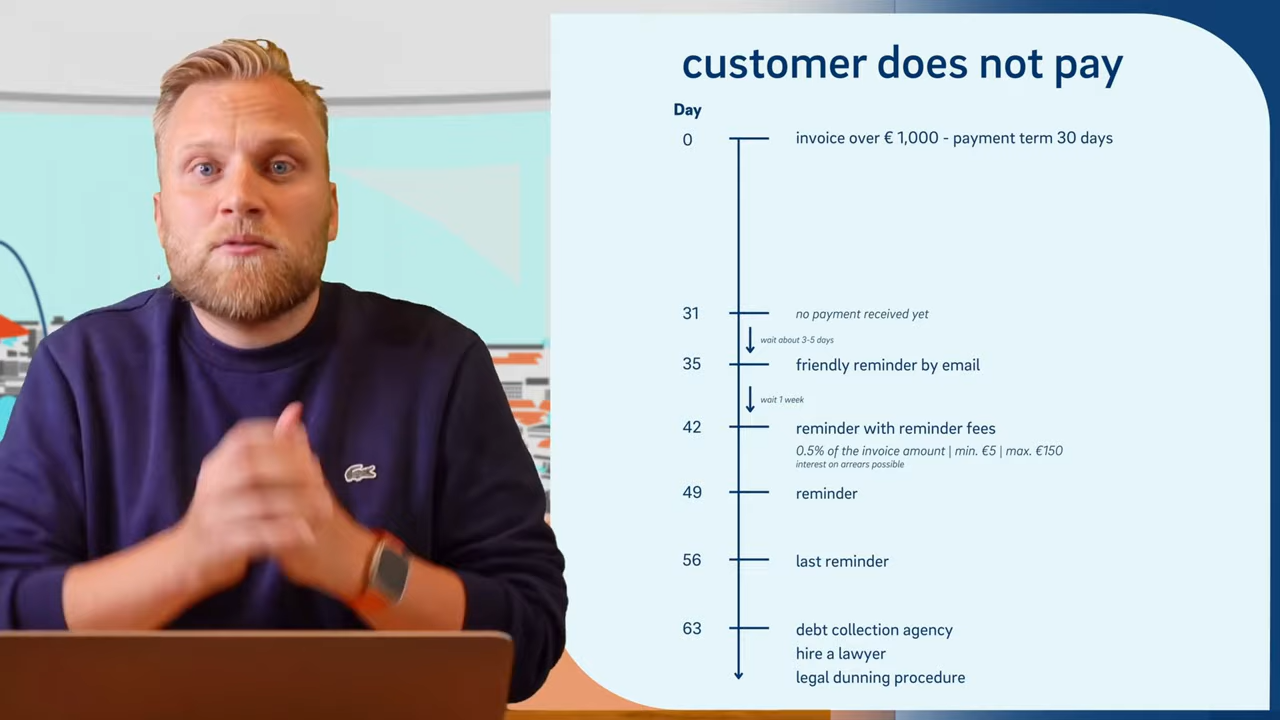 customer does not pay
Day
0 invoice over € 1,000 - payment term 30 days
31 no payment received yet
wait about 3-5 days
35 friendly reminder by email
wait 1 week
42 reminder with reminder fees
0.5% of the invoice amount | min. €5 | max. €150
interest on arrears possible
49 reminder
56 last reminder
63 debt collection agency
hire a lawyer
legal dunning procedure